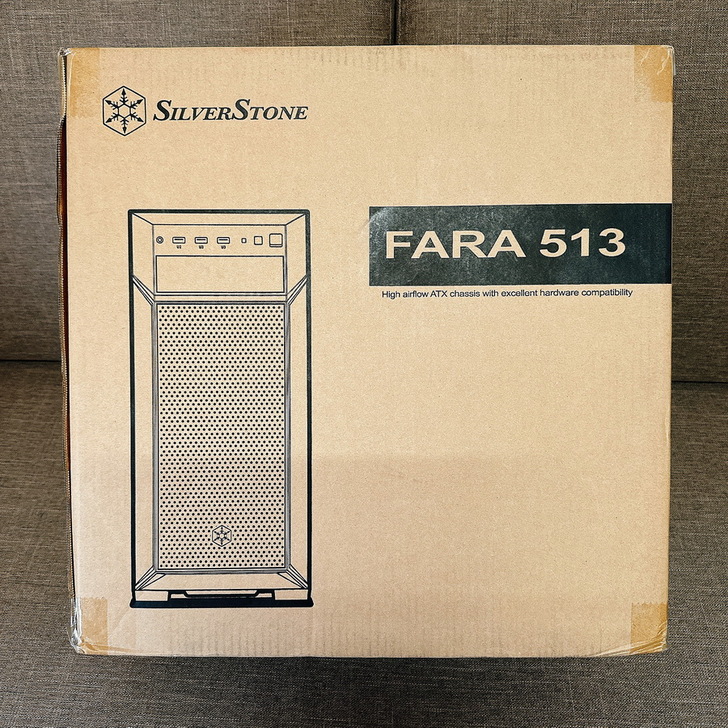 SILVERSTONE
FARA 513
High airflow ATX chassis with excellent hardware compatibility